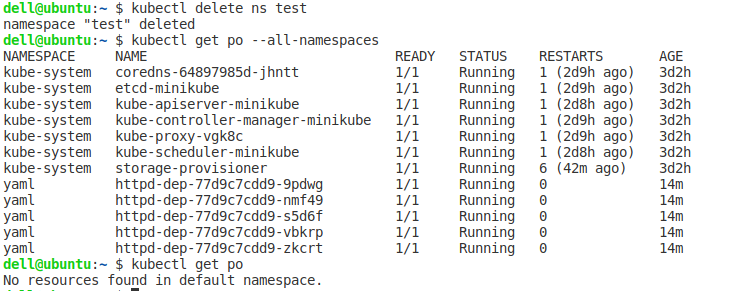 dell@ubuntu:~ $ kubectl delete ns test
namespace "test" deleted
dell@ubuntu:~ $ kubectl get po --all-namespaces
NAMESPACE     NAME                               READY   STATUS    RESTARTS       AGE
kube-system   coredns-64897985d-jhntt            1/1     Running   1 (2d9h ago)   3d2h
kube-system   etcd-minikube                      1/1     Running   1 (2d9h ago)   3d2h
kube-system   kube-apiserver-minikube            1/1     Running   1 (2d8h ago)   3d2h
kube-system   kube-controller-manager-minikube   1/1     Running   1 (2d9h ago)   3d2h
kube-system   kube-proxy-vgk8c                   1/1     Running   1 (2d9h ago)   3d2h
kube-system   kube-scheduler-minikube            1/1     Running   1 (2d8h ago)   3d2h
kube-system   storage-provisioner                1/1     Running   6 (42m ago)    3d2h
yaml          httpd-dep-77d9c7cdd9-9pdwg         1/1     Running   0              14m
yaml          httpd-dep-77d9c7cdd9-nmf49         1/1     Running   0              14m
yaml          httpd-dep-77d9c7cdd9-s5d6f         1/1     Running   0              14m
yaml          httpd-dep-77d9c7cdd9-vbkrp         1/1     Running   0              14m
yaml          httpd-dep-77d9c7cdd9-zkcrt         1/1     Running   0              14m
dell@ubuntu:~ $ kubectl get po
No resources found in default namespace.
dell@ubuntu:~ $